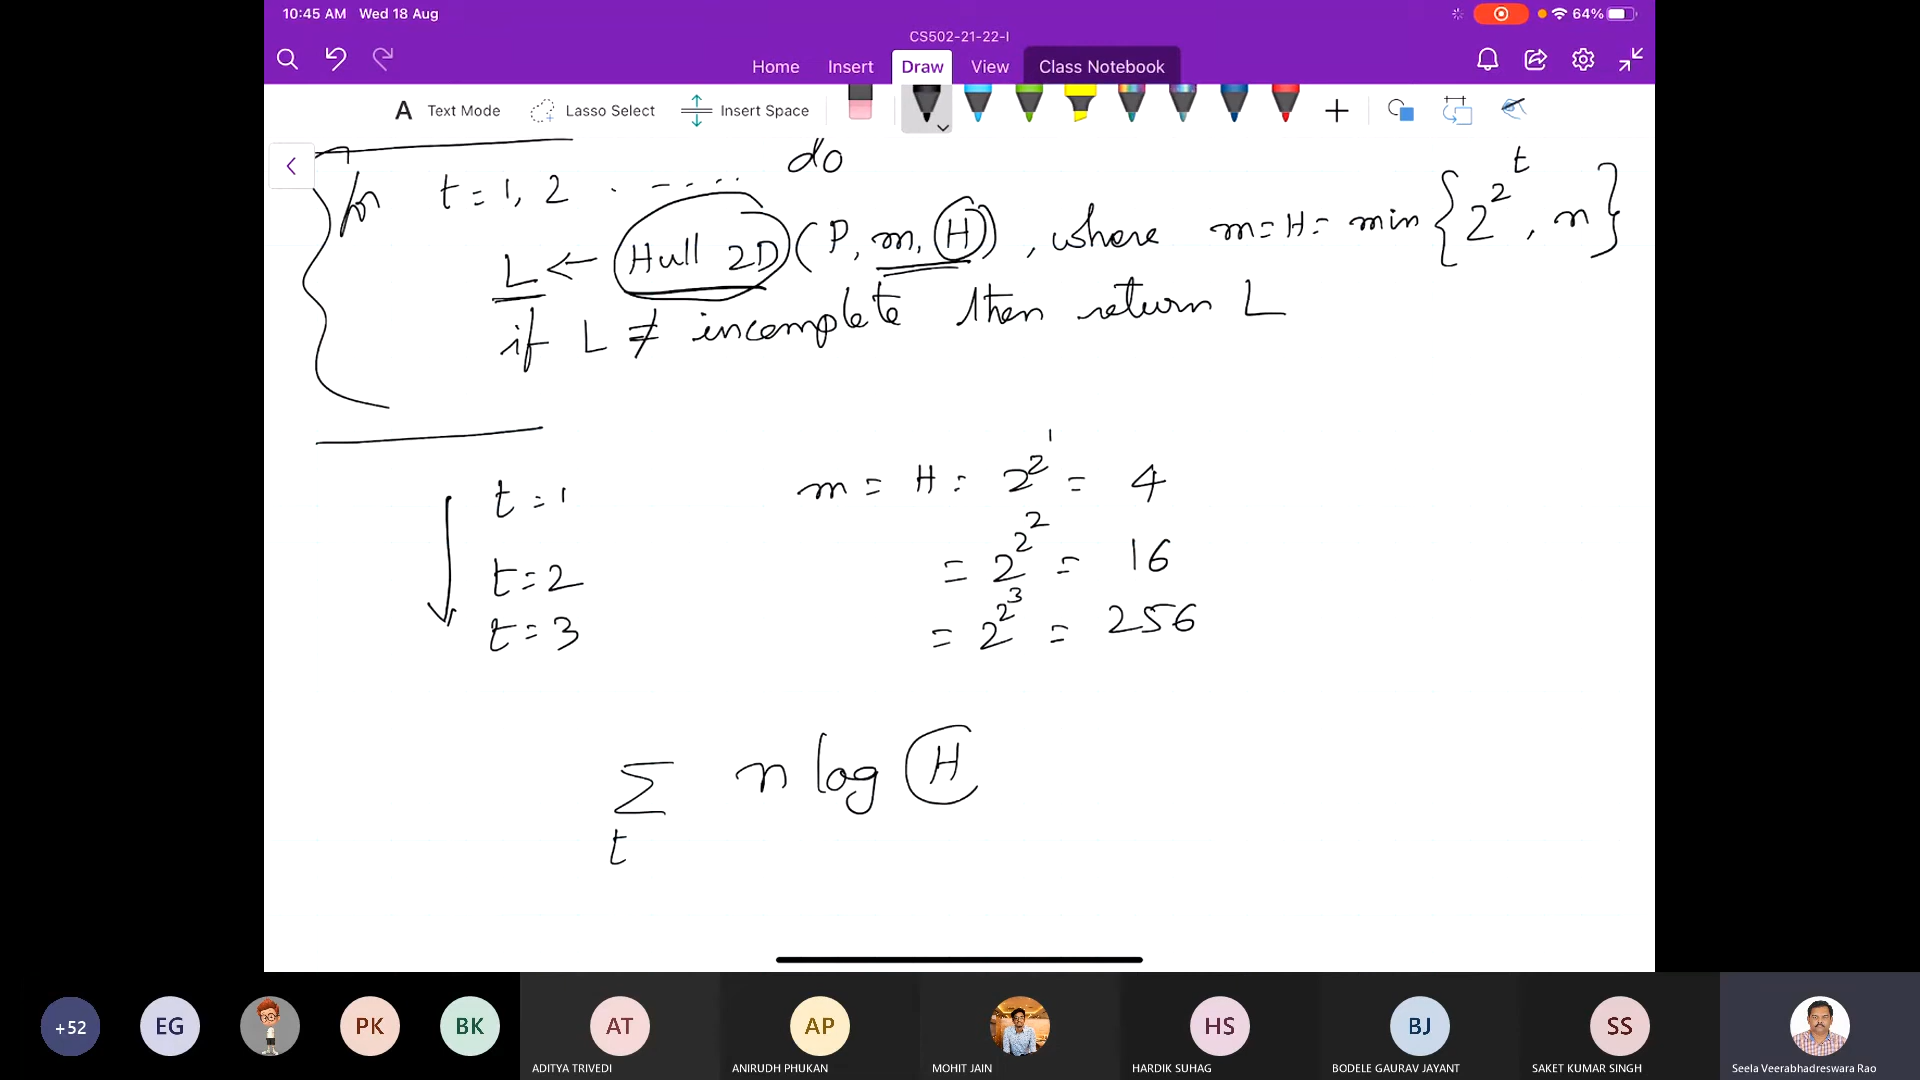 10:45 AM Wed 18 Aug 64%
CS502-21-22-I
Home Insert Draw View Class Notebook
A Text Mode Lasso Select Insert Space
for t = 1, 2 . - - - . . do
L ← Hull 2D (P, m, H), where m = H = min {2^2^t, n}
if L ≠ incomplete then return L
t = 1 m = H = 2^2^1 = 4
t = 2 = 2^2^2 = 16
t = 3 = 2^2^3 = 256
Σ n log H
t
+52 EG PK BK AT AP HS BJ SS
ADITYA TRIVEDI ANIRUDH PHUKAN MOHIT JAIN HARDIK SUHAG BODELE GAURAV JAYANT SAKET KUMAR SINGH Seela Veerabhadreswara Rao